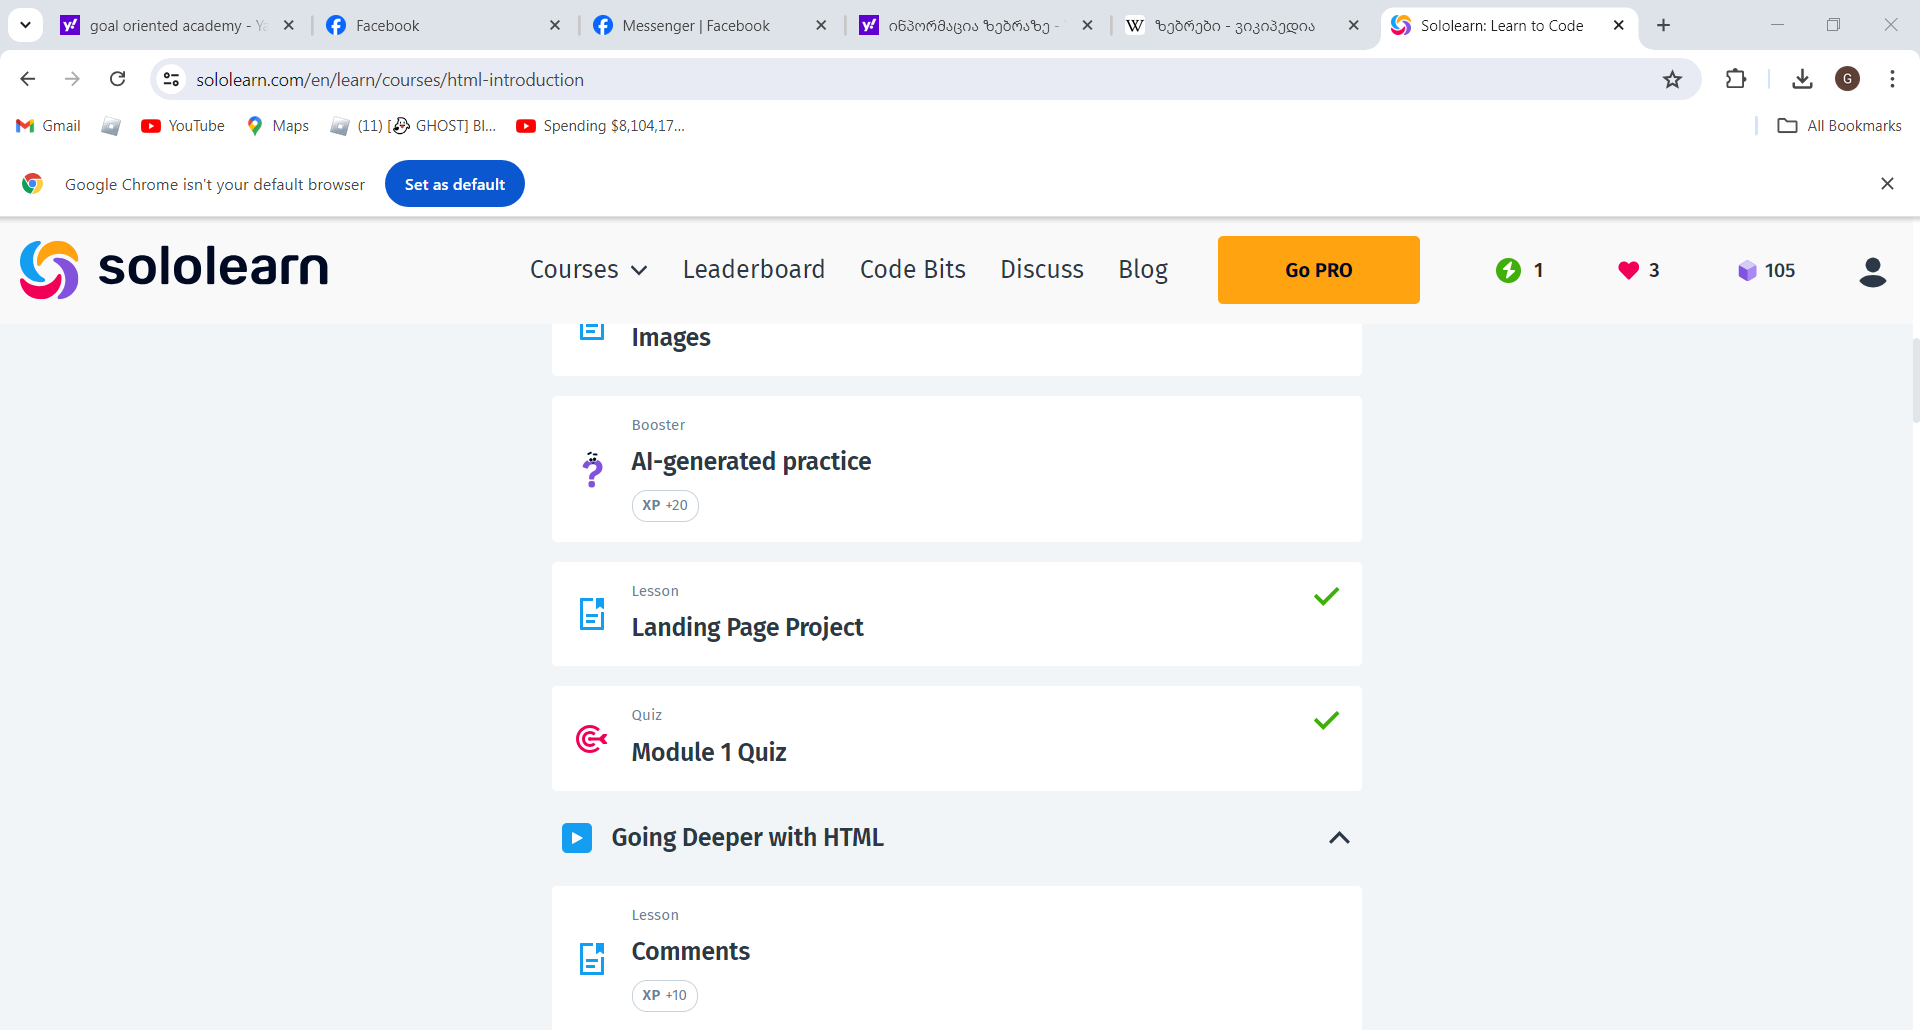 goal oriented academy - Ya
Facebook
Messenger | Facebook
ინპორმაცია ზებრაზე -
ზებრები - ვიკიპედია
Sololearn: Learn to Code
sololearn.com/en/learn/courses/html-introduction
G
Gmail
YouTube
Maps
(11) [👻 GHOST] BI...
Spending $8,104,17...
All Bookmarks
Google Chrome isn't your default browser
Set as default
sololearn
Courses
Leaderboard
Code Bits
Discuss
Blog
Go PRO
1
3
105
Images
Booster
AI-generated practice
XP +20
Lesson
Landing Page Project
Quiz
Module 1 Quiz
Going Deeper with HTML
Lesson
Comments
XP +10